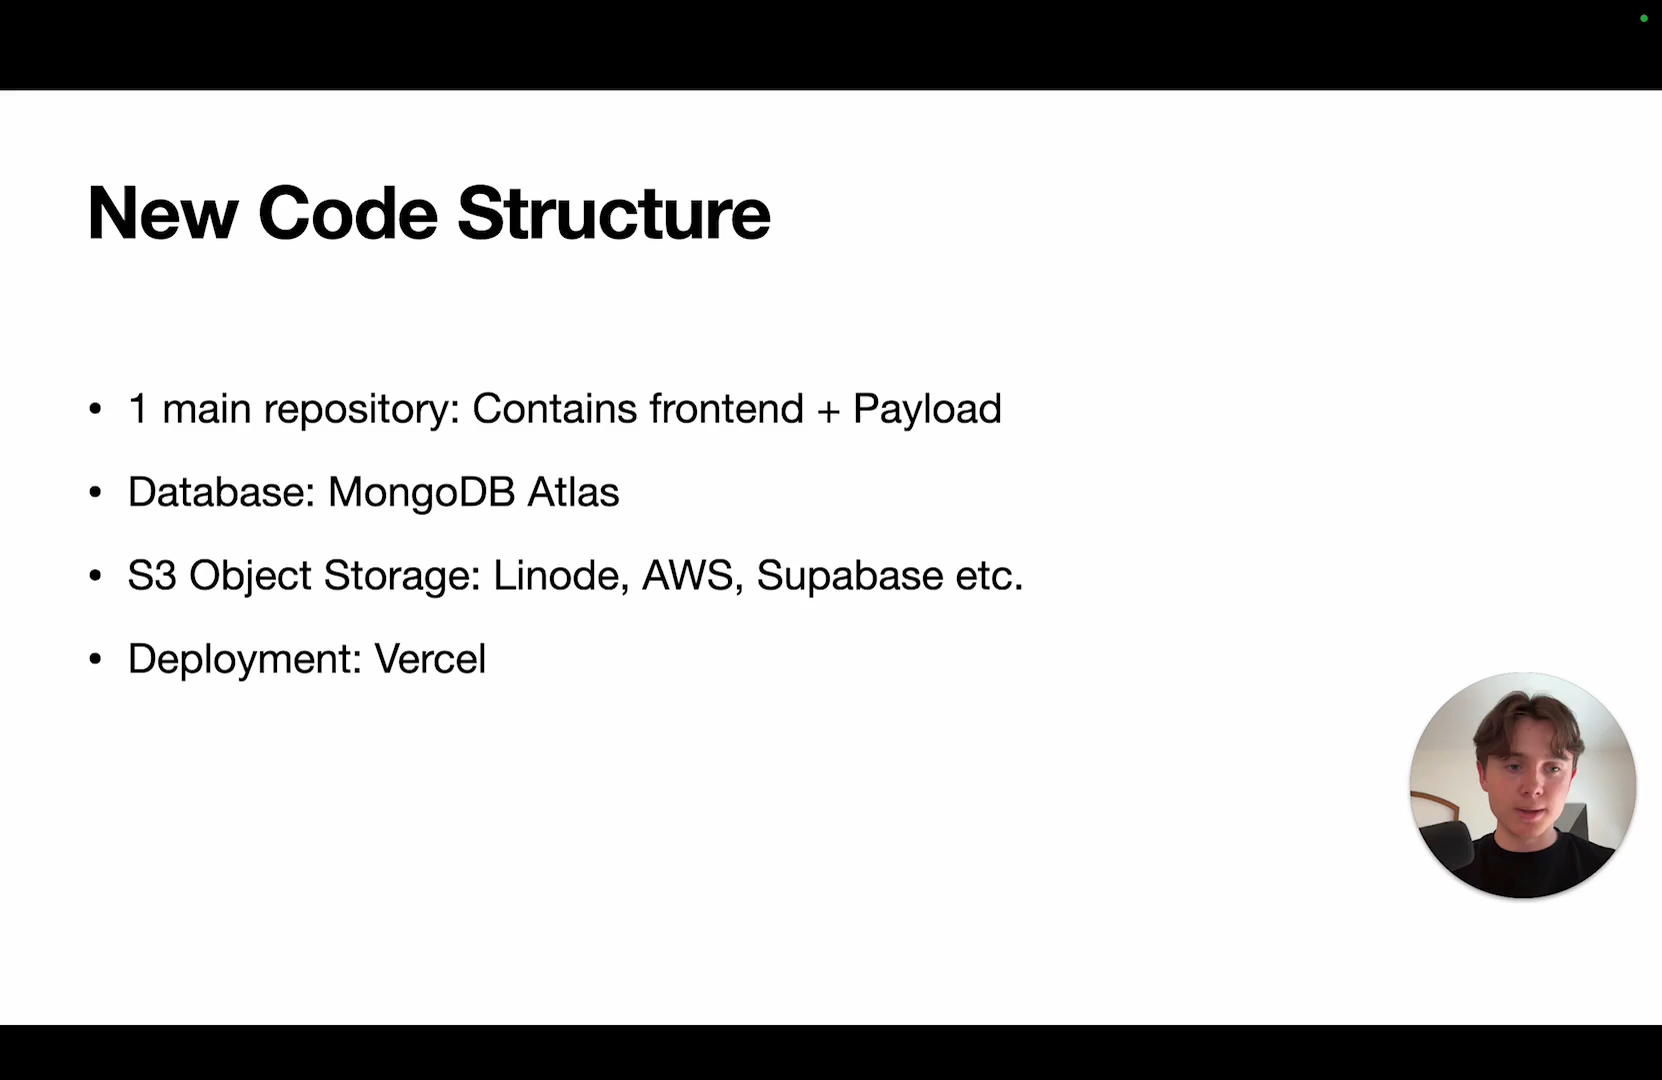 New Code Structure
• 1 main repository: Contains frontend + Payload
• Database: MongoDB Atlas
• S3 Object Storage: Linode, AWS, Supabase etc.
• Deployment: Vercel